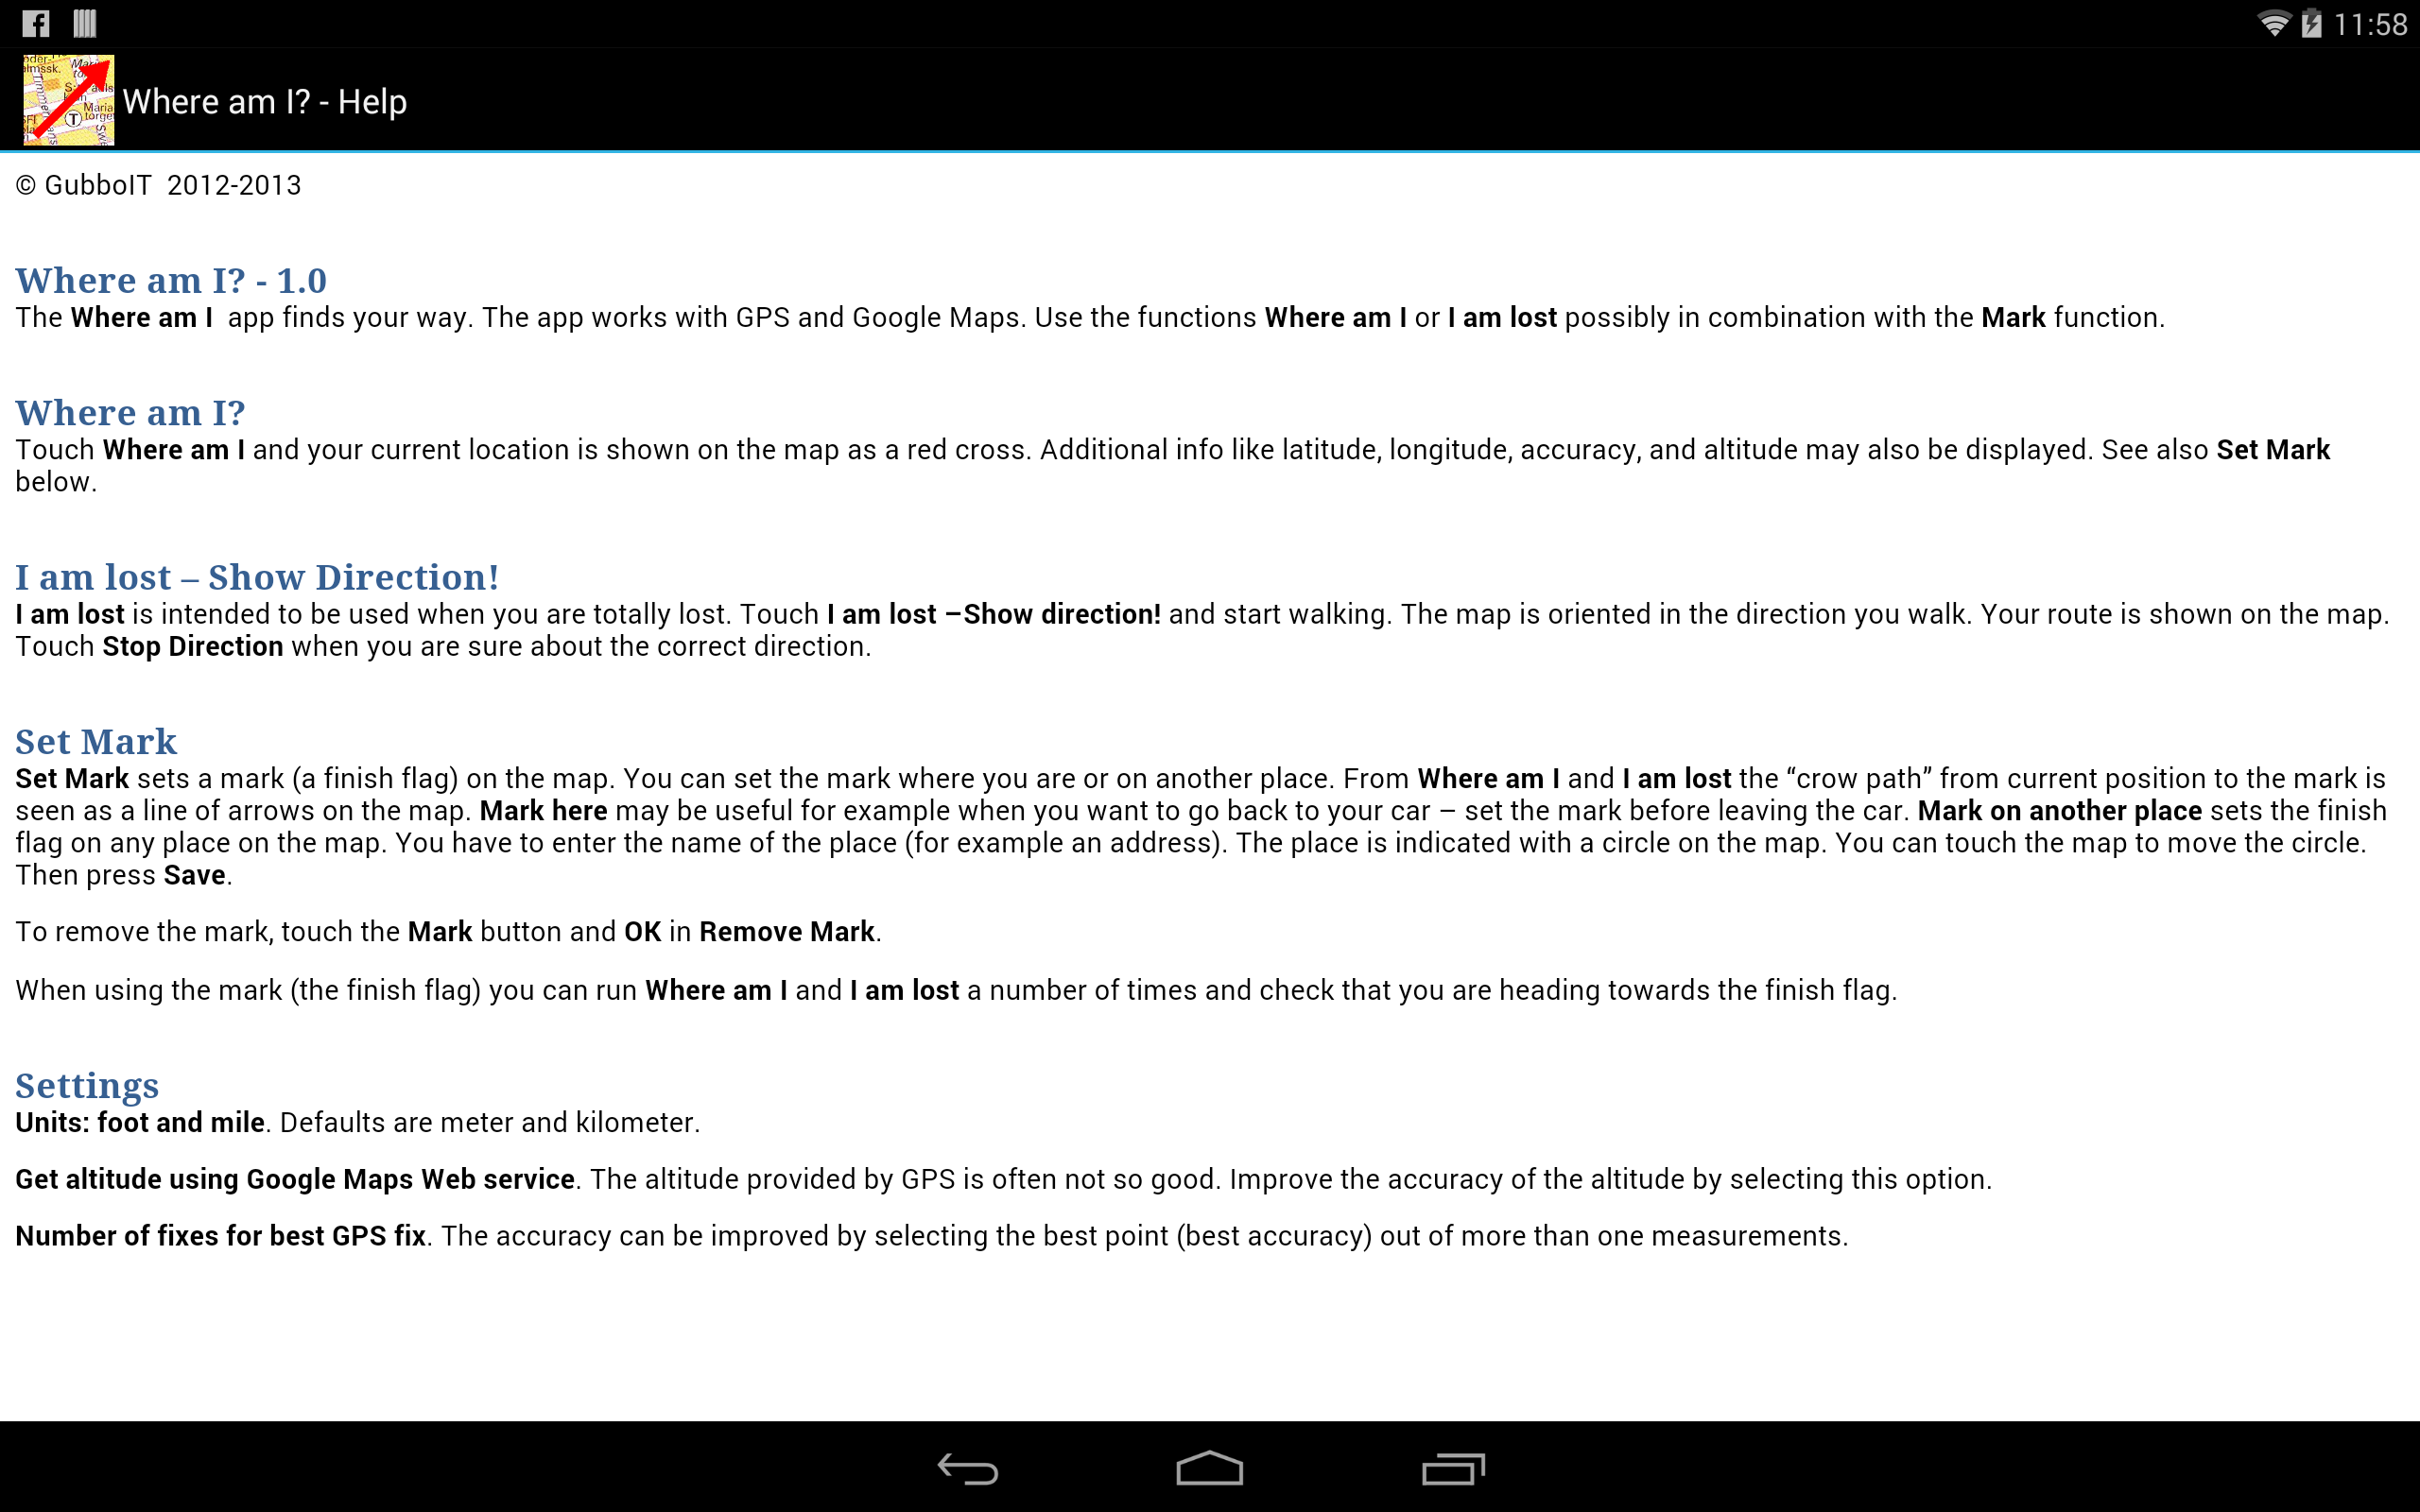 11:58
Where am I? - Help
© GubboIT  2012-2013
Where am I? - 1.0
The Where am I  app finds your way. The app works with GPS and Google Maps. Use the functions Where am I or I am lost possibly in combination with the Mark function.
Where am I?
Touch Where am I and your current location is shown on the map as a red cross. Additional info like latitude, longitude, accuracy, and altitude may also be displayed. See also Set Mark
below.
I am lost – Show Direction!
I am lost is intended to be used when you are totally lost. Touch I am lost –Show direction! and start walking. The map is oriented in the direction you walk. Your route is shown on the map.
Touch Stop Direction when you are sure about the correct direction.
Set Mark
Set Mark sets a mark (a finish flag) on the map. You can set the mark where you are or on another place. From Where am I and I am lost the “crow path” from current position to the mark is
seen as a line of arrows on the map. Mark here may be useful for example when you want to go back to your car – set the mark before leaving the car. Mark on another place sets the finish
flag on any place on the map. You have to enter the name of the place (for example an address). The place is indicated with a circle on the map. You can touch the map to move the circle.
Then press Save.
To remove the mark, touch the Mark button and OK in Remove Mark.
When using the mark (the finish flag) you can run Where am I and I am lost a number of times and check that you are heading towards the finish flag.
Settings
Units: foot and mile. Defaults are meter and kilometer.
Get altitude using Google Maps Web service. The altitude provided by GPS is often not so good. Improve the accuracy of the altitude by selecting this option.
Number of fixes for best GPS fix. The accuracy can be improved by selecting the best point (best accuracy) out of more than one measurements.